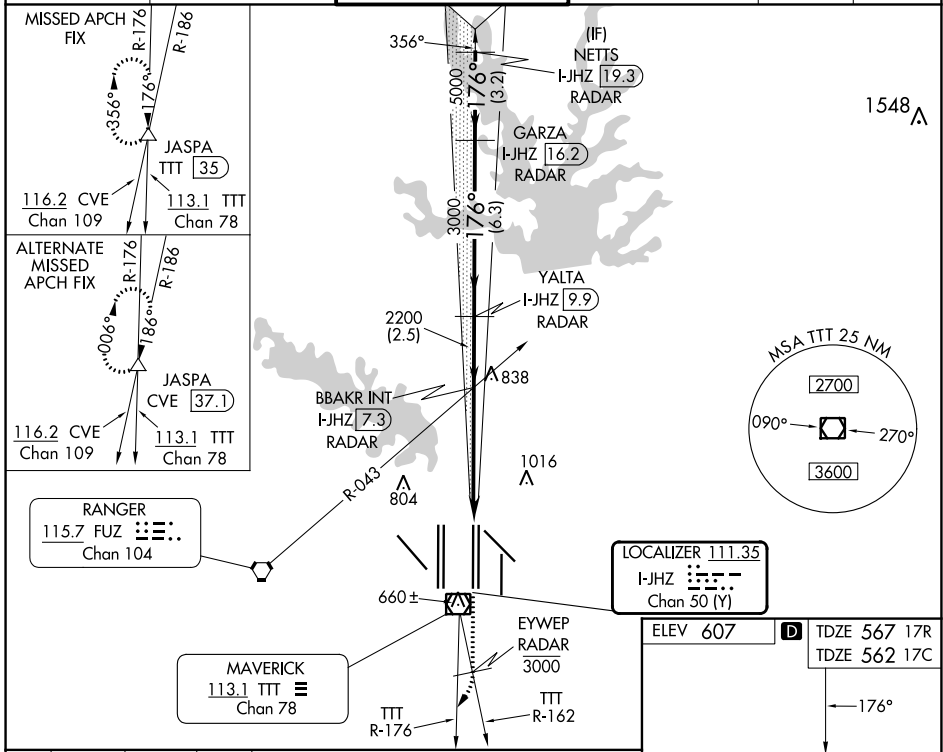 MISSED APCH
FIX
R-176
R-186
356°
176°
JASPA
TTT 35
116.2 CVE
Chan 109
113.1 TTT
Chan 78
ALTERNATE
MISSED
APCH FIX
R-176
R-186
006°
186°
JASPA
CVE 37.1
116.2 CVE
Chan 109
113.1 TTT
Chan 78
356°
(IF)
NETTS
I-JHZ 19.3
RADAR
5000
176°
(3.2)
GARZA
I-JHZ 16.2
RADAR
3000
176°
(6.3)
YALTA
I-JHZ 9.9
RADAR
2200
(2.5)
BBAKR INT
I-JHZ 7.3
RADAR
838
1548
MSA TTT 25 NM
2700
090°
270°
3600
R-043
804
1016
RANGER
115.7 FUZ
Chan 104
LOCALIZER 111.35
I-JHZ
Chan 50 (Y)
660 ±
EYWEP
RADAR
3000
MAVERICK
113.1 TTT
Chan 78
TTT
R-176
TTT
R-162
ELEV 607
D
TDZE 567 17R
TDZE 562 17C
176°